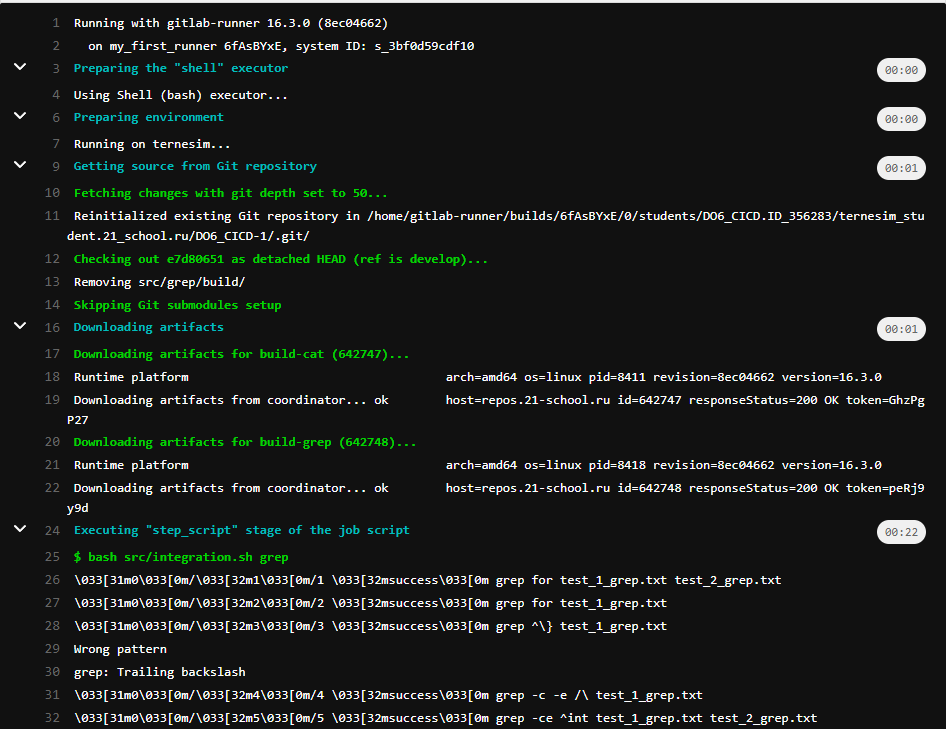 1 Running with gitlab-runner 16.3.0 (8ec04662)
2 on my_first_runner 6fAsBYxE, system ID: s_3bf0d59cdf10
3 Preparing the "shell" executor 00:00
4 Using Shell (bash) executor...
6 Preparing environment 00:00
7 Running on ternesim...
9 Getting source from Git repository 00:01
10 Fetching changes with git depth set to 50...
11 Reinitialized existing Git repository in /home/gitlab-runner/builds/6fAsBYxE/0/students/DO6_CICD.ID_356283/ternesim_stu
dent.21_school.ru/DO6_CICD-1/.git/
12 Checking out e7d80651 as detached HEAD (ref is develop)...
13 Removing src/grep/build/
14 Skipping Git submodules setup
16 Downloading artifacts 00:01
17 Downloading artifacts for build-cat (642747)...
18 Runtime platform arch=amd64 os=linux pid=8411 revision=8ec04662 version=16.3.0
19 Downloading artifacts from coordinator... ok host=repos.21-school.ru id=642747 responseStatus=200 OK token=GhzPg
P27
20 Downloading artifacts for build-grep (642748)...
21 Runtime platform arch=amd64 os=linux pid=8418 revision=8ec04662 version=16.3.0
22 Downloading artifacts from coordinator... ok host=repos.21-school.ru id=642748 responseStatus=200 OK token=peRj9
y9d
24 Executing "step_script" stage of the job script 00:22
25 $ bash src/integration.sh grep
26 \033[31m0\033[0m/\033[32m1\033[0m/1 \033[32msuccess\033[0m grep for test_1_grep.txt test_2_grep.txt
27 \033[31m0\033[0m/\033[32m2\033[0m/2 \033[32msuccess\033[0m grep for test_1_grep.txt
28 \033[31m0\033[0m/\033[32m3\033[0m/3 \033[32msuccess\033[0m grep ^\} test_1_grep.txt
29 Wrong pattern
30 grep: Trailing backslash
31 \033[31m0\033[0m/\033[32m4\033[0m/4 \033[32msuccess\033[0m grep -c -e /\ test_1_grep.txt
32 \033[31m0\033[0m/\033[32m5\033[0m/5 \033[32msuccess\033[0m grep -ce ^int test_1_grep.txt test_2_grep.txt